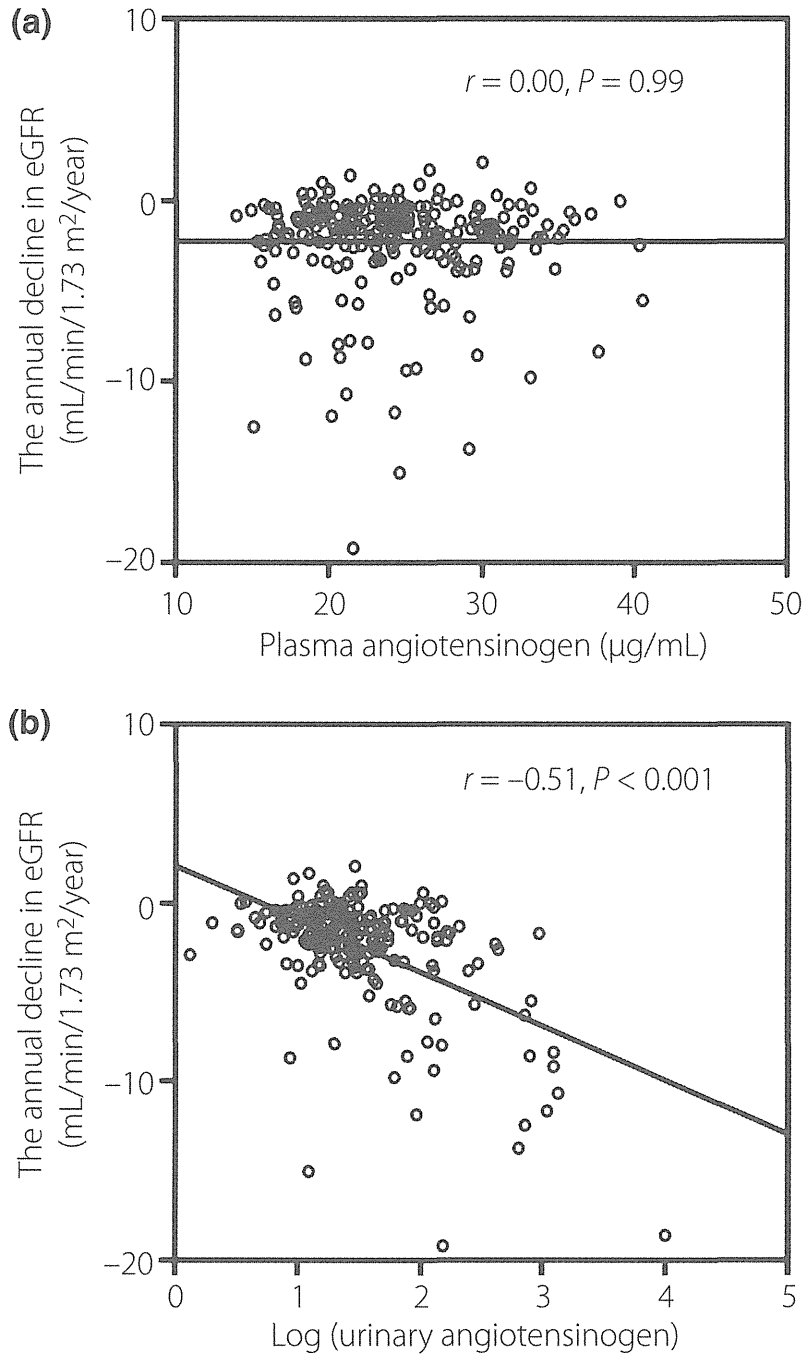 (a)
10
r = 0.00, P = 0.99
0
−10
−20
The annual decline in eGFR
(mL/min/1.73 m²/year)
10 20 30 40 50
Plasma angiotensinogen (μg/mL)
(b)
10
r = −0.51, P < 0.001
0
−10
−20
The annual decline in eGFR
(mL/min/1.73 m²/year)
0 1 2 3 4 5
Log (urinary angiotensinogen)